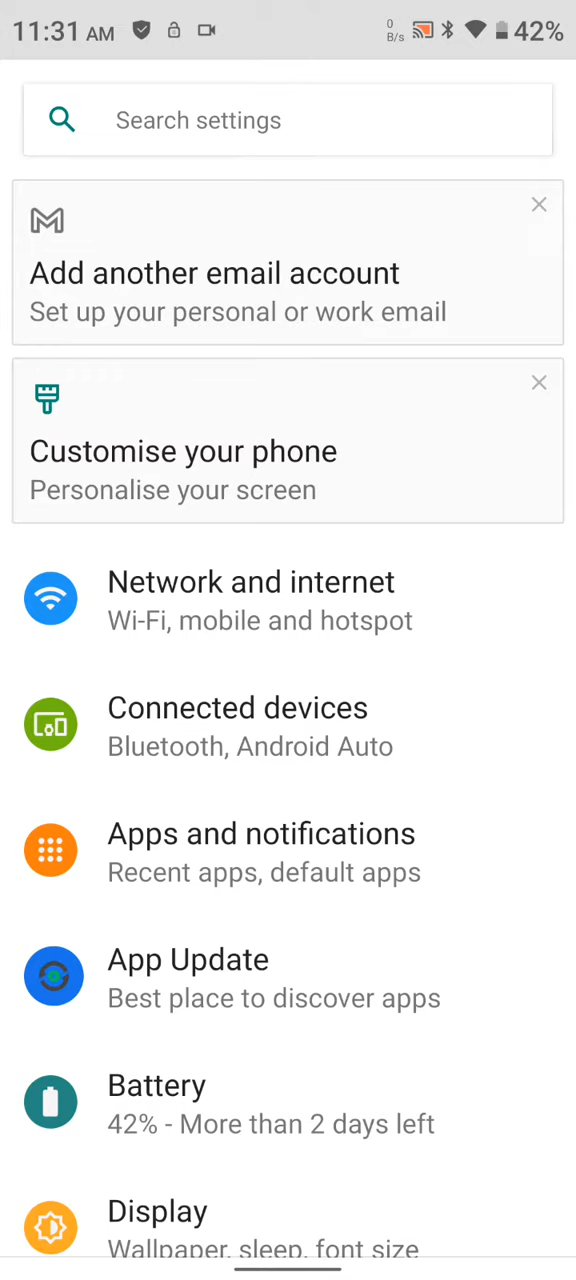 11:31 AM
0 B/s 42%
Search settings
Add another email account
Set up your personal or work email
Customise your phone
Personalise your screen
Network and internet
Wi-Fi, mobile and hotspot
Connected devices
Bluetooth, Android Auto
Apps and notifications
Recent apps, default apps
App Update
Best place to discover apps
Battery
42% - More than 2 days left
Display
Wallpaper, sleep, font size